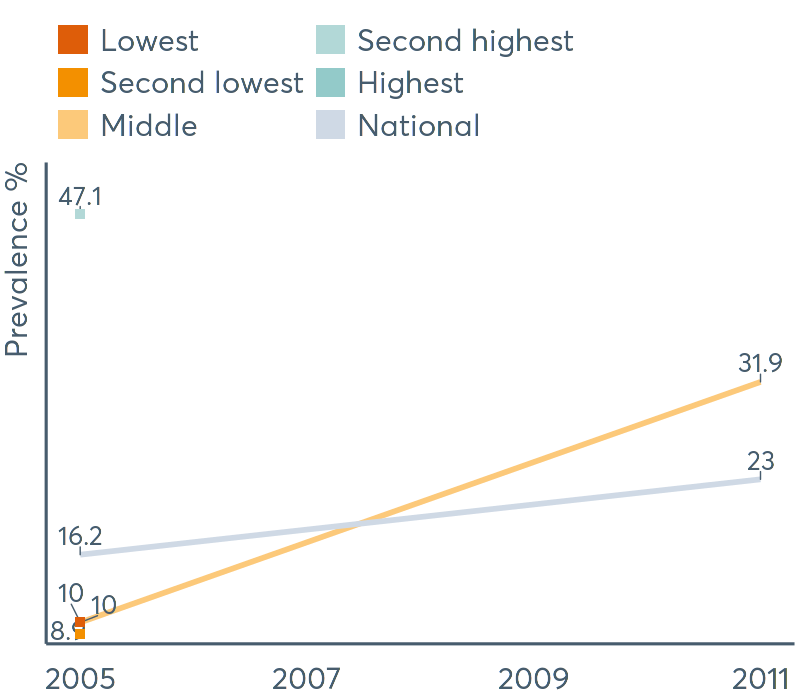 Lowest
Second highest
Second lowest
Highest
Middle
National
Prevalence %
47.1
31.9
23
16.2
10
10
2005
2007
2009
2011